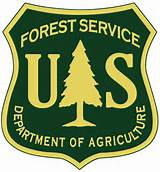 FOREST SERVICE
U S
DEPARTMENT OF AGRICULTURE